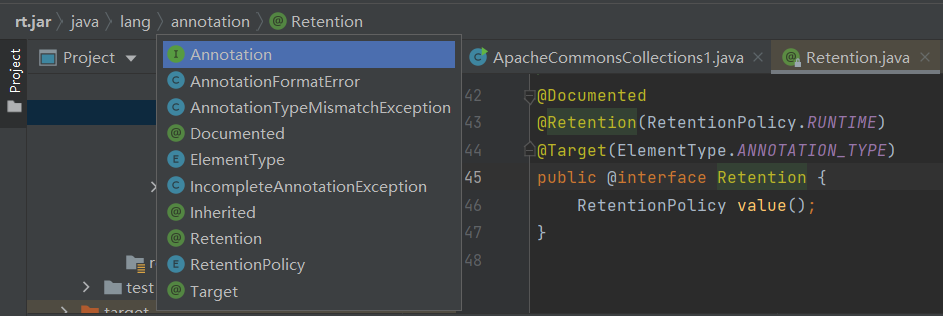 rt.jar java lang annotation Retention
Project
Project
Annotation
AnnotationFormatError
AnnotationTypeMismatchException
Documented
ElementType
IncompleteAnnotationException
Inherited
Retention
RetentionPolicy
Target
r
test
target
ApacheCommonsCollections1.java Retention.java
42 @Documented
43 @Retention(RetentionPolicy.RUNTIME)
44 @Target(ElementType.ANNOTATION_TYPE)
45 public @interface Retention {
46 RetentionPolicy value();
47 }
48